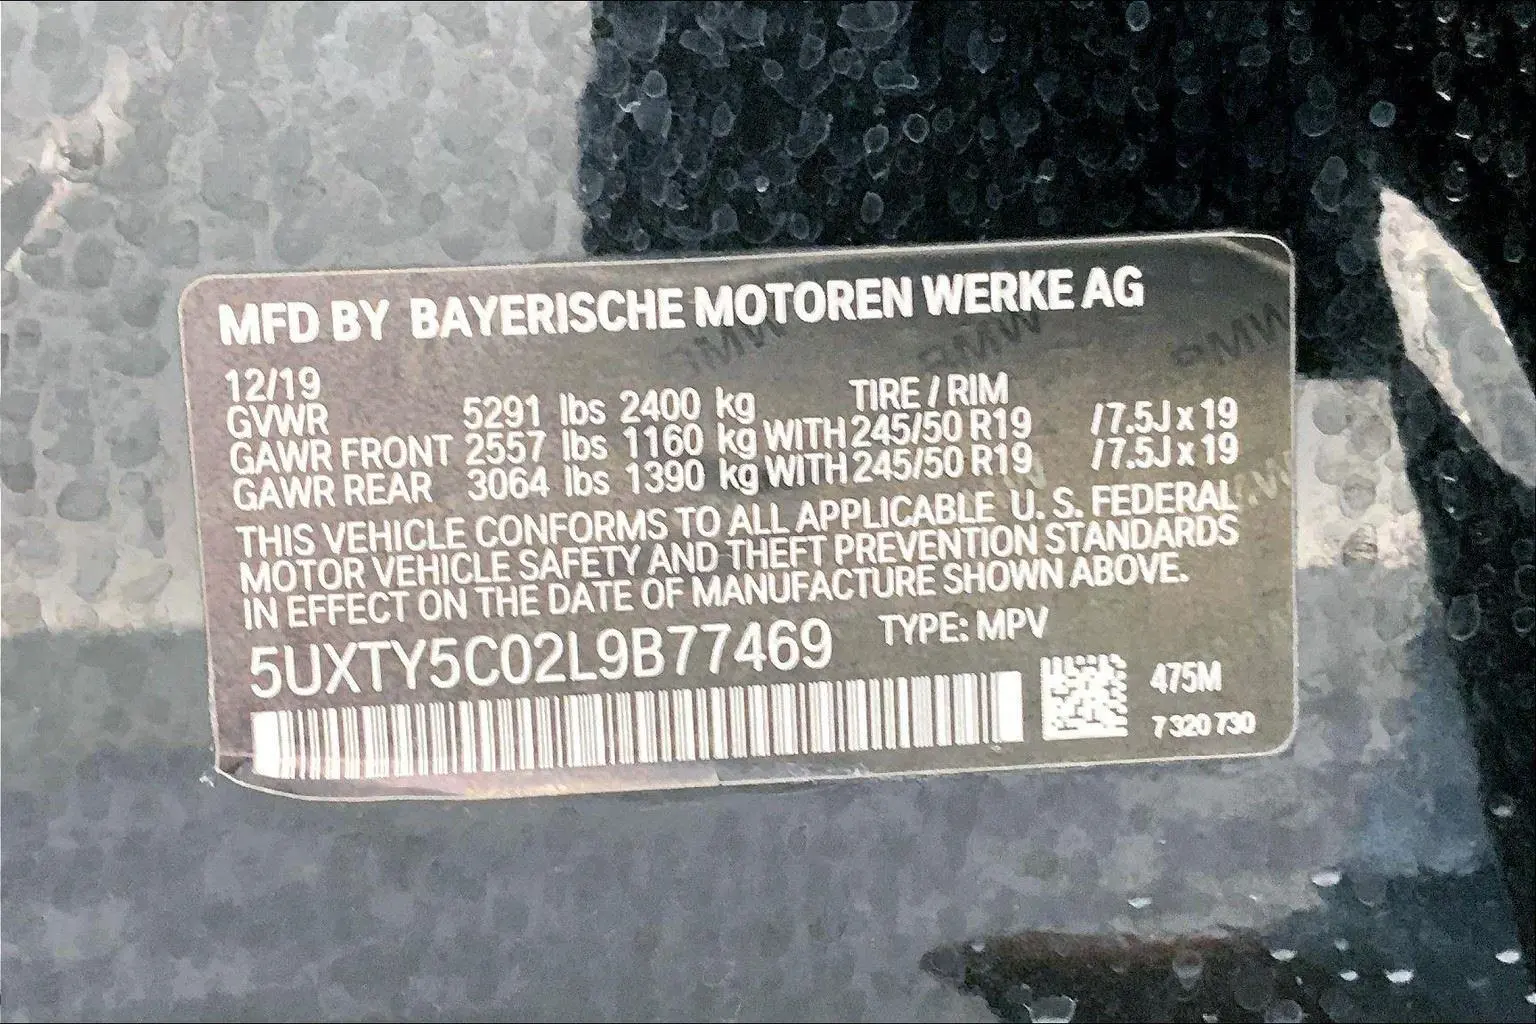 MFD BY BAYERISCHE MOTOREN WERKE AG
12/19 TIRE / RIM
GVWR 5291 lbs 2400 kg
GAWR FRONT 2557 lbs 1160 kg WITH 245/50 R19 /7.5J x 19
GAWR REAR 3064 lbs 1390 kg WITH 245/50 R19 /7.5J x 19
THIS VEHICLE CONFORMS TO ALL APPLICABLE U. S. FEDERAL
MOTOR VEHICLE SAFETY AND THEFT PREVENTION STANDARDS
IN EFFECT ON THE DATE OF MANUFACTURE SHOWN ABOVE.
5UXTY5C02L9B77469 TYPE: MPV
475M
7 320 730
BMW
BMW
BMW